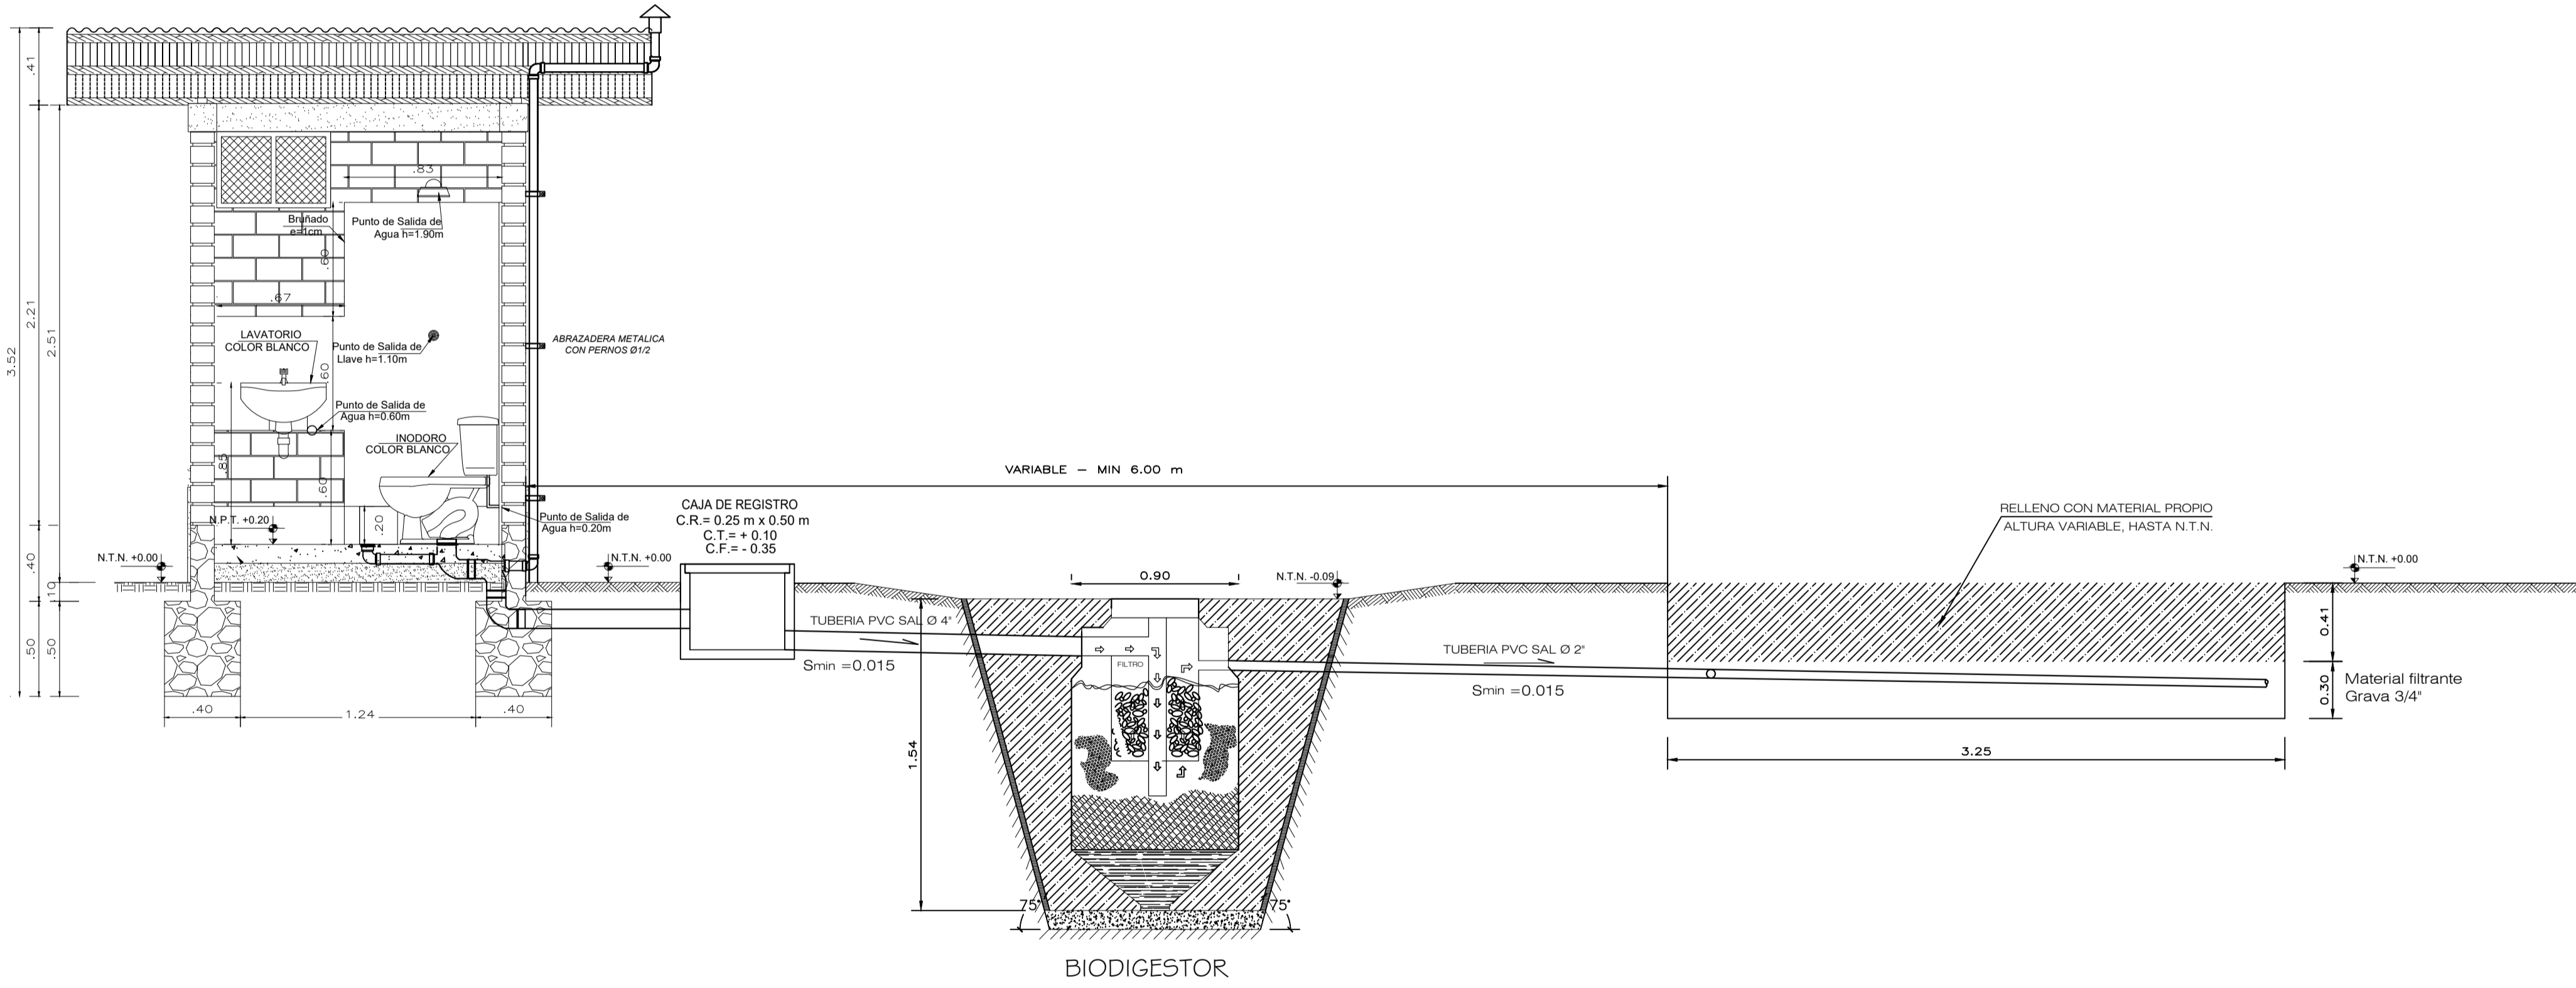 .41
2.21
2.51
3.52
.40
.10
.50
.50
.83
Bruñado
e=1cm
Punto de Salida de
Agua h=1.90m
.60
.67
LAVATORIO
COLOR BLANCO
Punto de Salida de
Llave h=1.10m
.60
ABRAZADERA METALICA
CON PERNOS Ø1/2
Punto de Salida de
Agua h=0.60m
INODORO
COLOR BLANCO
.85
.60
N.P.T. +0.20
.20
Punto de Salida de
Agua h=0.20m
N.T.N. +0.00
N.T.N. +0.00
.40
1.24
.40
CAJA DE REGISTRO
C.R.= 0.25 m x 0.50 m
C.T.= + 0.10
C.F.= - 0.35
VARIABLE - MIN 6.00 m
TUBERIA PVC SAL Ø 4"
Smin =0.015
0.90
N.T.N. -0.09
FILTRO
1.54
75°
75°
BIODIGESTOR
TUBERIA PVC SAL Ø 2"
Smin =0.015
RELLENO CON MATERIAL PROPIO
ALTURA VARIABLE, HASTA N.T.N.
N.T.N. +0.00
0.41
0.30
Material filtrante
Grava 3/4"
3.25